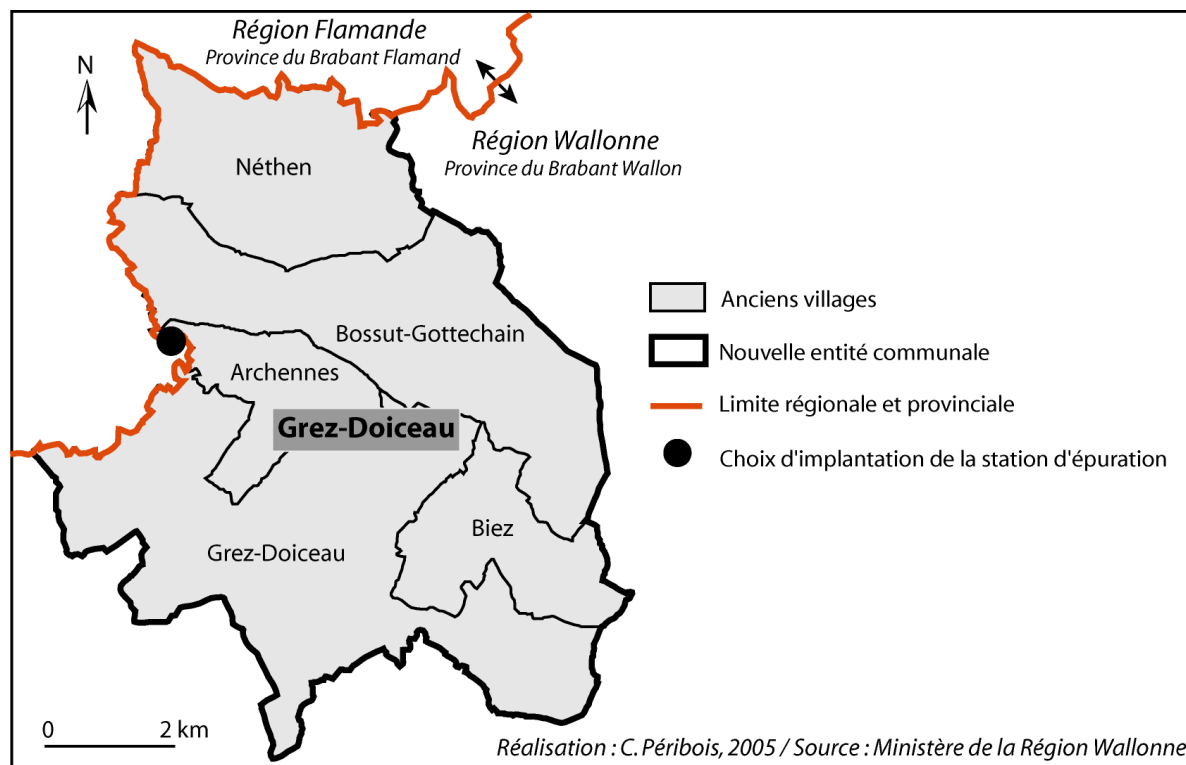 Région Flamande
Province du Brabant Flamand
N
Région Wallonne
Province du Brabant Wallon
Néthen
Bossut-Gottechain
Archennes
Grez-Doiceau
Biez
Grez-Doiceau
Anciens villages
Nouvelle entité communale
Limite régionale et provinciale
Choix d'implantation de la station d'épuration
0 2 km
Réalisation : C. Péribois, 2005 / Source : Ministère de la Région Wallonne